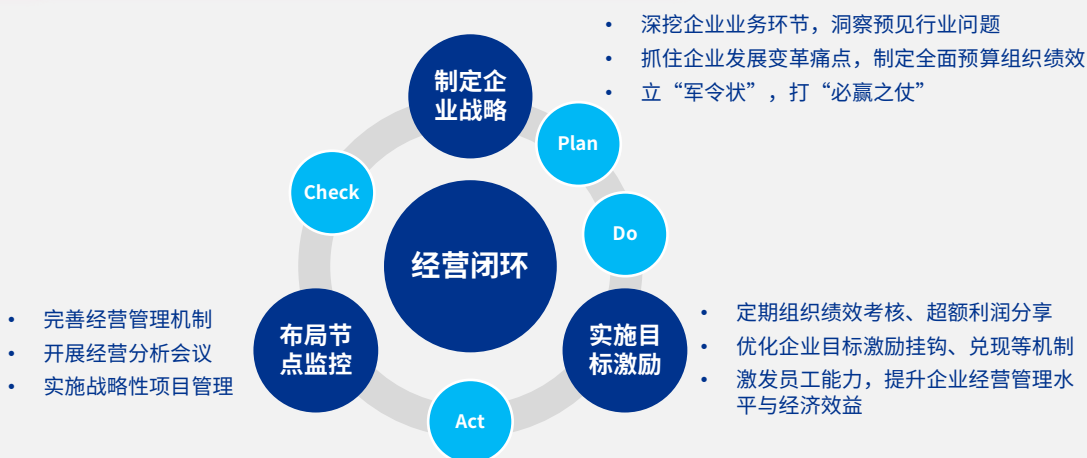 • 深挖企业业务环节，洞察预见行业问题
• 抓住企业发展变革痛点，制定全面预算组织绩效
• 立“军令状”，打“必赢之仗”
制定企
业战略
Plan
Check
Do
经营闭环
• 完善经营管理机制
• 开展经营分析会议
• 实施战略性项目管理
布局节
点监控
实施目
标激励
• 定期组织绩效考核、超额利润分享
• 优化企业目标激励挂钩、兑现等机制
• 激发员工能力，提升企业经营管理水
平与经济效益
Act